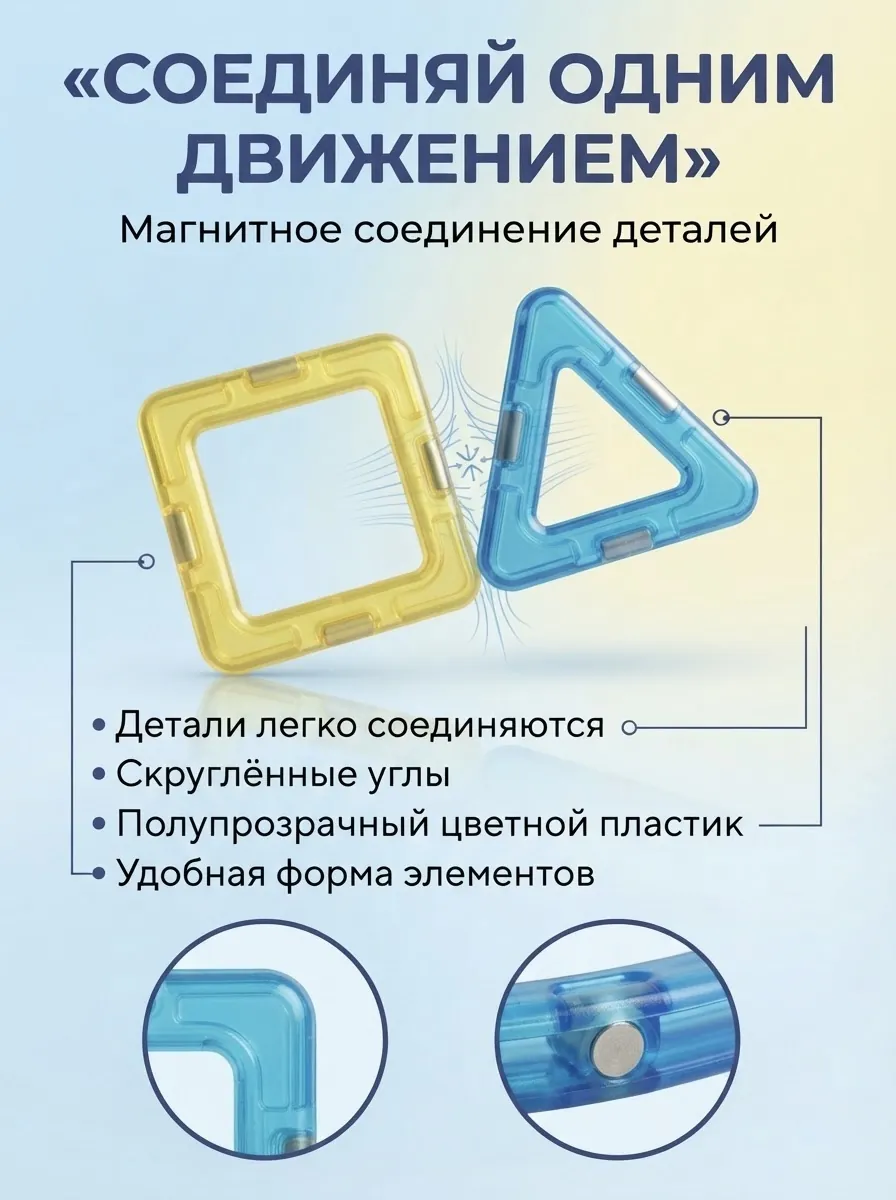 «СОЕДИНЯЙ ОДНИМ
ДВИЖЕНИЕМ»
Магнитное соединение деталей
• Детали легко соединяются
• Скруглённые углы
• Полупрозрачный цветной пластик
• Удобная форма элементов